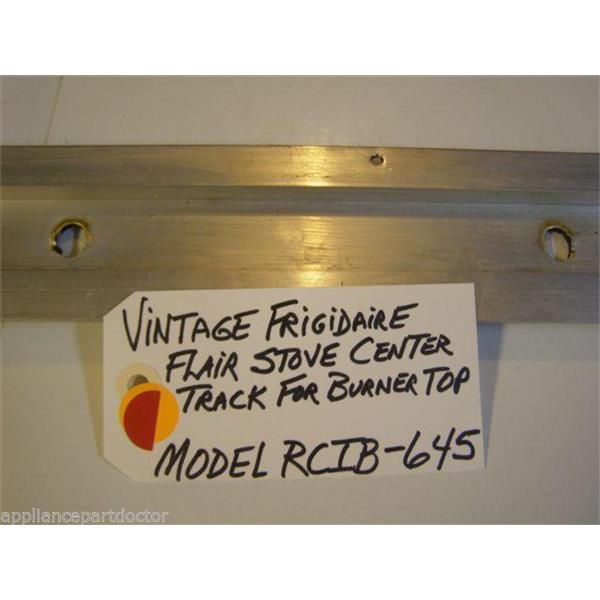 VINTAGE FRIGIDAIRE
FLAIR STOVE CENTER
TRACK FOR BURNER TOP
MODEL RCIB-645
appliancepartdoctor